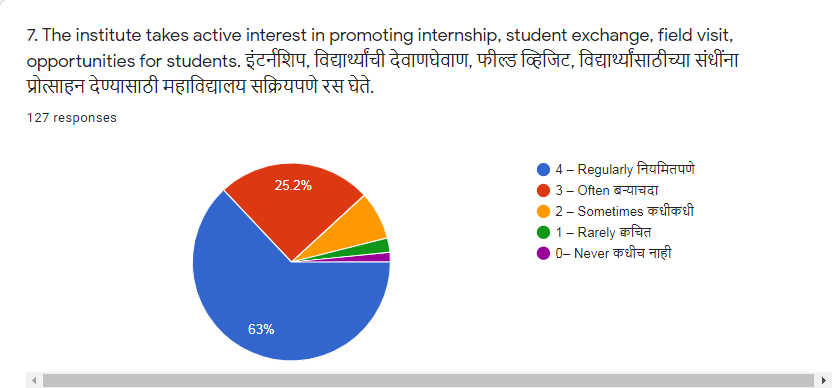 7. The institute takes active interest in promoting internship, student exchange, field visit,
opportunities for students. इंटर्नशिप, विद्यार्थ्यांची देवाणघेवाण, फील्ड व्हिजिट, विद्यार्थ्यांसाठीच्या संधींना
प्रोत्साहन देण्यासाठी महाविद्यालय सक्रियपणे रस घेते.
127 responses
25.2%
63%
4 – Regularly नियमितपणे
3 – Often बऱ्याचदा
2 – Sometimes कधीकधी
1 – Rarely कचित
0– Never कधीच नाही